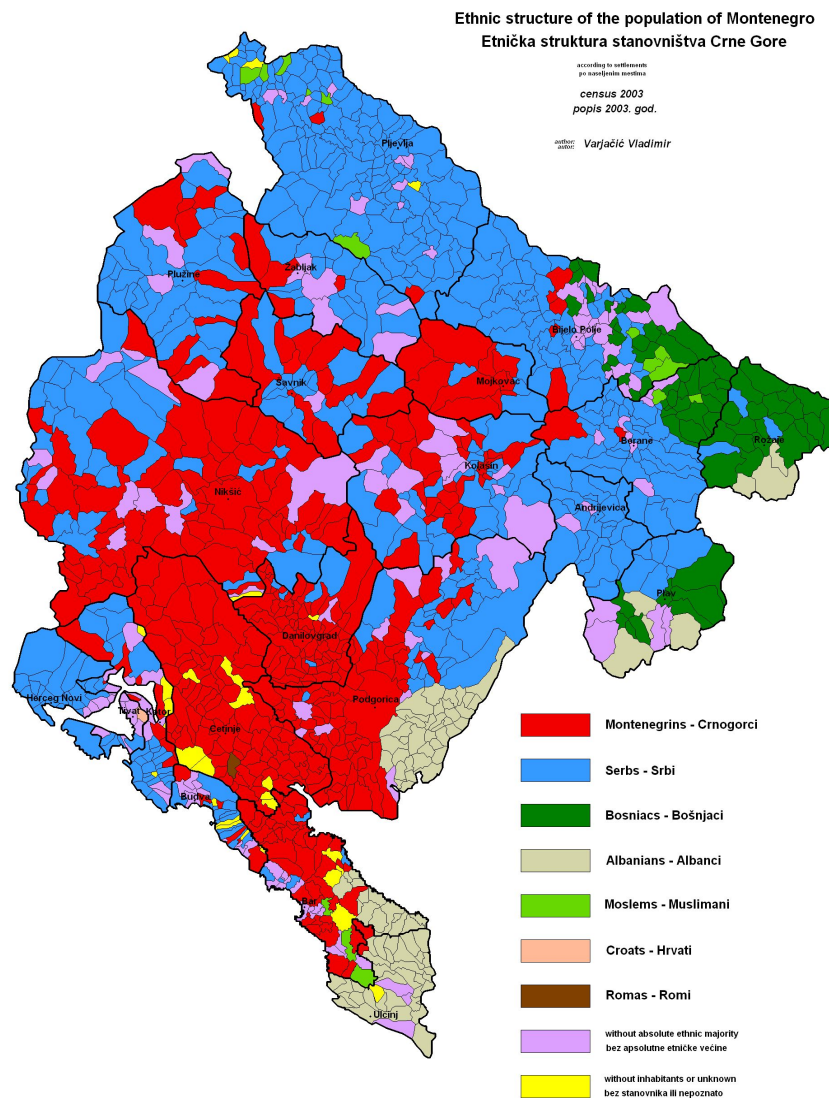 Ethnic structure of the population of Montenegro
Etnička struktura stanovništva Crne Gore
according to settlements
po naseljenim mestima
census 2003
popis 2003. god.
author: autor: Varjačić Vladimir
Pljevlja
Plužine
Žabljak
Bijelo Polje
Šavnik
Mojkovac
Berane
Rožaje
Kolašin
Nikšić
Andrijevica
Plav
Danilovgrad
Herceg Novi
Tivat
Kotor
Podgorica
Cetinje
Budva
Bar
Ulcinj
Montenegrins - Crnogorci
Serbs - Srbi
Bosniacs - Bošnjaci
Albanians - Albanci
Moslems - Muslimani
Croats - Hrvati
Romas - Romi
without absolute ethnic majority
bez apsolutne etničke većine
without inhabitants or unknown
bez stanovnika ili nepoznato